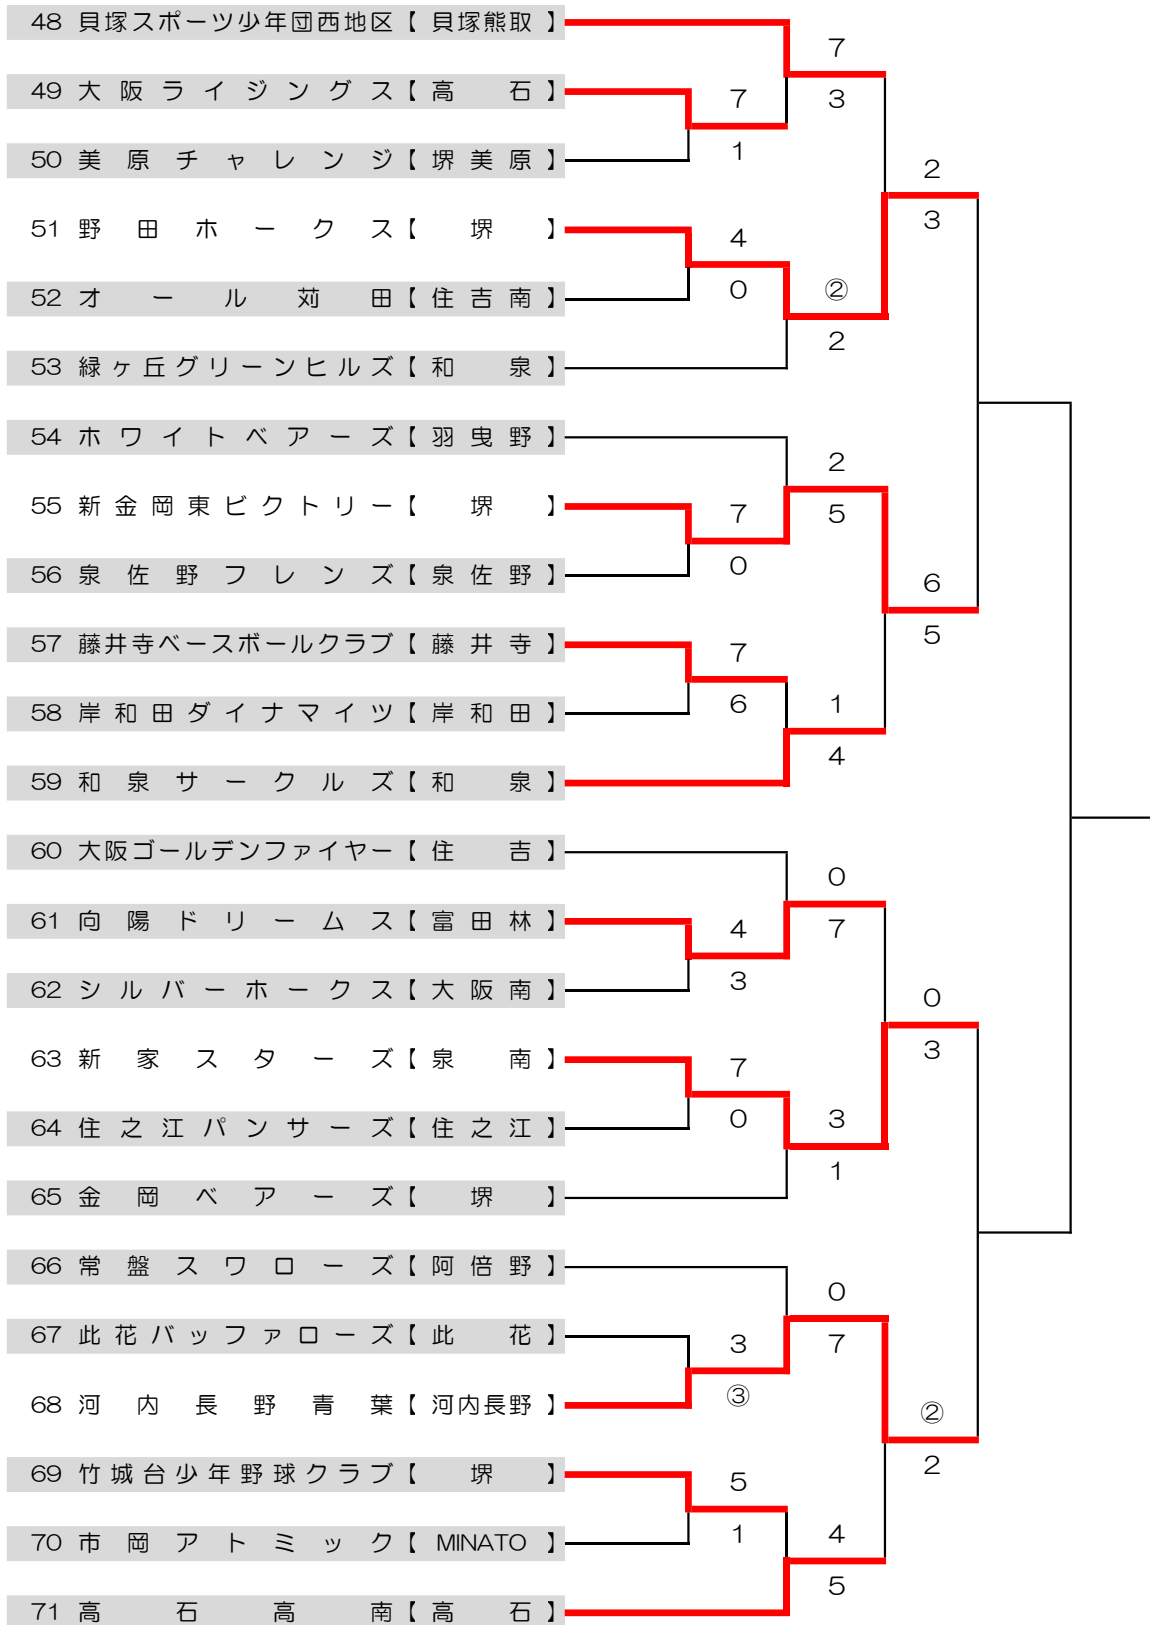 48 貝塚スポーツ少年団西地区【 貝塚熊取 】
7
49 大阪ライジングス【 高石 】
7
3
1
50 美原チャレンジ【 堺美原 】
2
51 野田ホークス【 堺 】
3
4
52 オール苅田【 住吉南 】
0
②
2
53 緑ヶ丘グリーンヒルズ【 和泉 】
54 ホワイトベアーズ【 羽曳野 】
2
55 新金岡東ビクトリー【 堺 】
7
5
0
56 泉佐野フレンズ【 泉佐野 】
6
57 藤井寺ベースボールクラブ【 藤井寺 】
5
7
58 岸和田ダイナマイツ【 岸和田 】
6
1
4
59 和泉サークルズ【 和泉 】
60 大阪ゴールデンファイヤー【 住吉 】
0
61 向陽ドリームス【 富田林 】
4
7
3
62 シルバーホークス【 大阪南 】
0
63 新家スターズ【 泉南 】
3
7
64 住之江パンサーズ【 住之江 】
0
3
1
65 金岡ベアーズ【 堺 】
66 常盤スワローズ【 阿倍野 】
0
67 此花バッファローズ【 此花 】
3
7
③
68 河内長野青葉【 河内長野 】
②
69 竹城台少年野球クラブ【 堺 】
2
5
70 市岡アトミック【 MINATO 】
1
4
5
71 高石高南【 高石 】